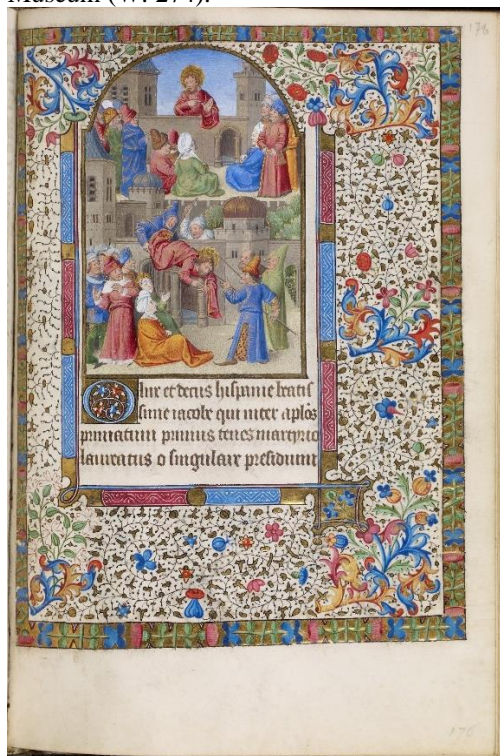 Museum (W. 274).
176
O lux et decus hispanie beatis
sime iacobe qui inter aplos
primatum primus tenes martyrio
laureatus o singulare presidium
176